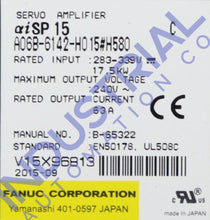 SERVO AMPLIFIER
αiSP 15 C
A06B-6142-H015#H580
RATED INPUT : 283-339V
17.5kW
MAXIMUM OUTPUT VOLTAGE
240V~
RATED OUTPUT CURRENT
63A
MANUAL: B-65322
STANDARD: EN50178, UL508C
V15X96813
2015-09
FANUC CORPORATION
Yamanashi 401-0597 JAPAN
INDUSTRIAL